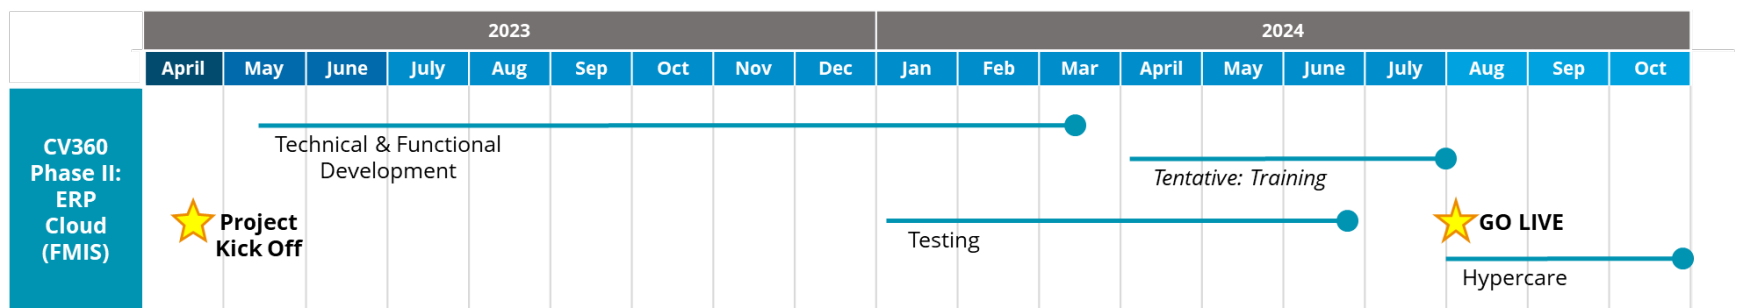 2023
2024
April May June July Aug Sep Oct Nov Dec Jan Feb Mar April May June July Aug Sep Oct
CV360
Phase II:
ERP
Cloud
(FMIS)
Technical & Functional
Development
Tentative: Training
Project
Kick Off
Testing
GO LIVE
Hypercare